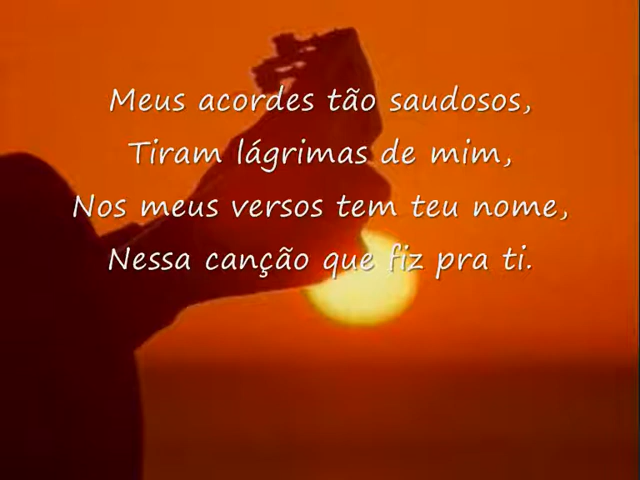 Meus acordes tão saudosos,
Tiram lágrimas de mim,
Nos meus versos tem teu nome,
Nessa canção que fiz pra ti.